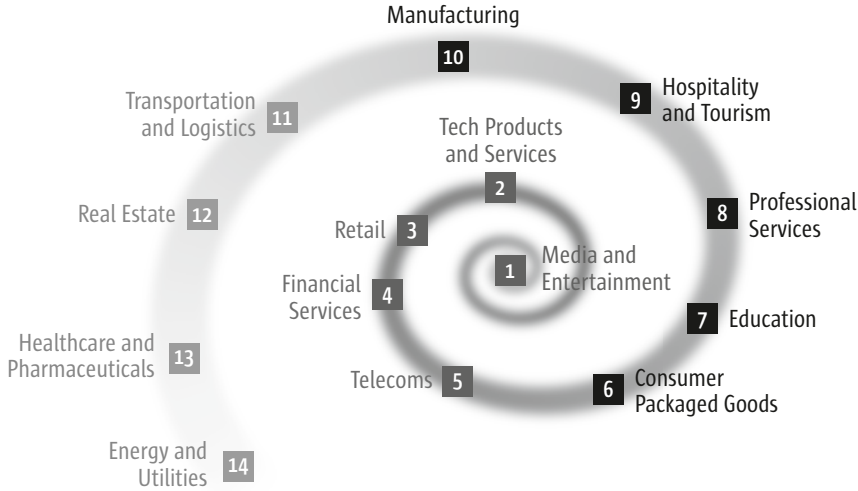 Manufacturing
10
Hospitality
and Tourism
9
Transportation
and Logistics
11
Tech Products
and Services
2
Professional
Services
8
Real Estate
12
Retail
3
Media and
Entertainment
1
Financial
Services
4
Education
7
Healthcare and
Pharmaceuticals
13
Telecoms
5
Consumer
Packaged Goods
6
Energy and
Utilities
14